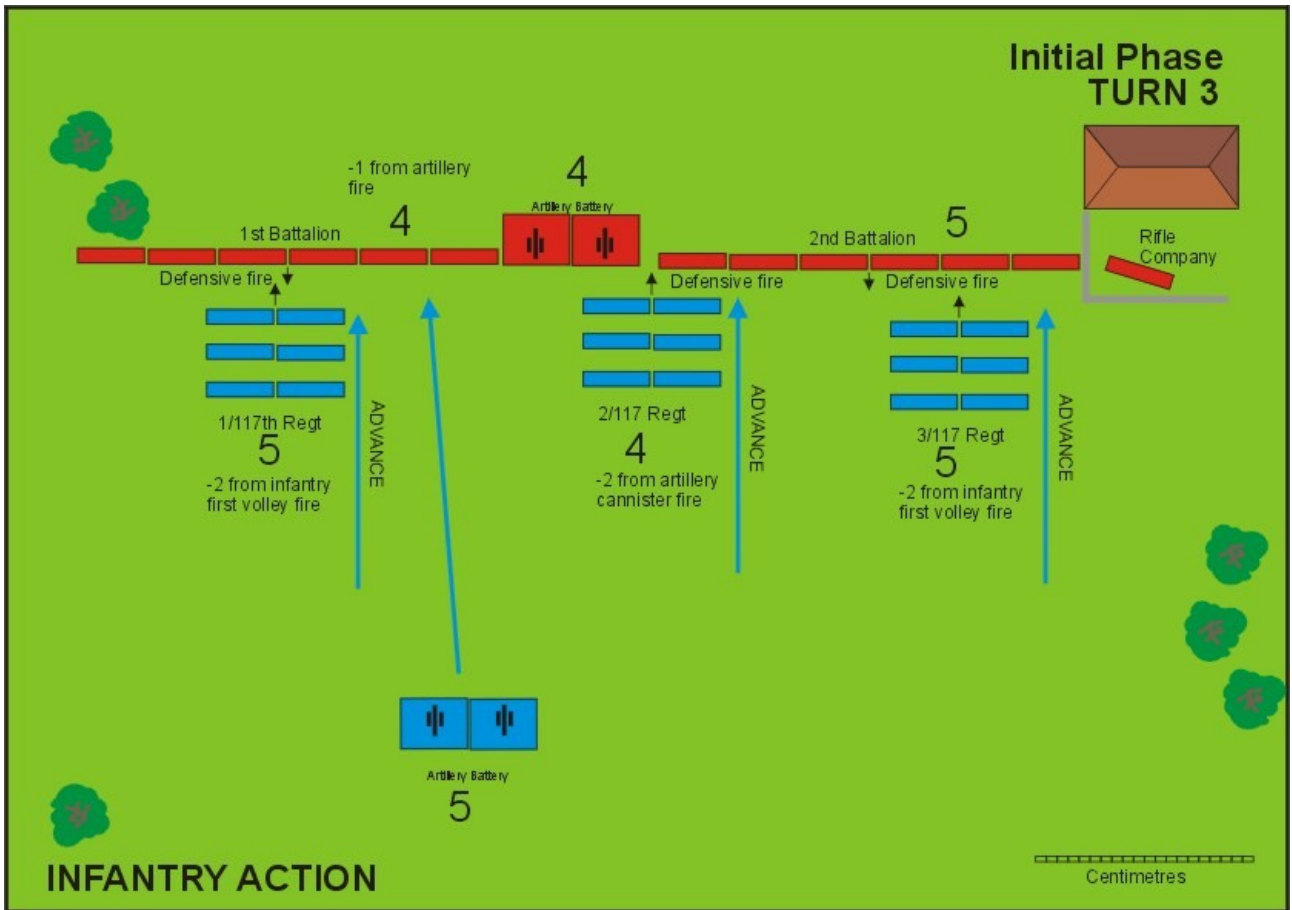 Initial Phase
TURN 3
-1 from artillery
fire
4
4
Artillery Battery
1st Battalion
4
2nd Battalion
5
Rifle
Company
Defensive fire
Defensive fire
Defensive fire
ADVANCE
ADVANCE
ADVANCE
1/117th Regt
5
-2 from infantry
first volley fire
2/117 Regt
4
-2 from artillery
cannister fire
3/117 Regt
5
-2 from infantry
first volley fire
Artillery Battery
5
INFANTRY ACTION
Centimetres